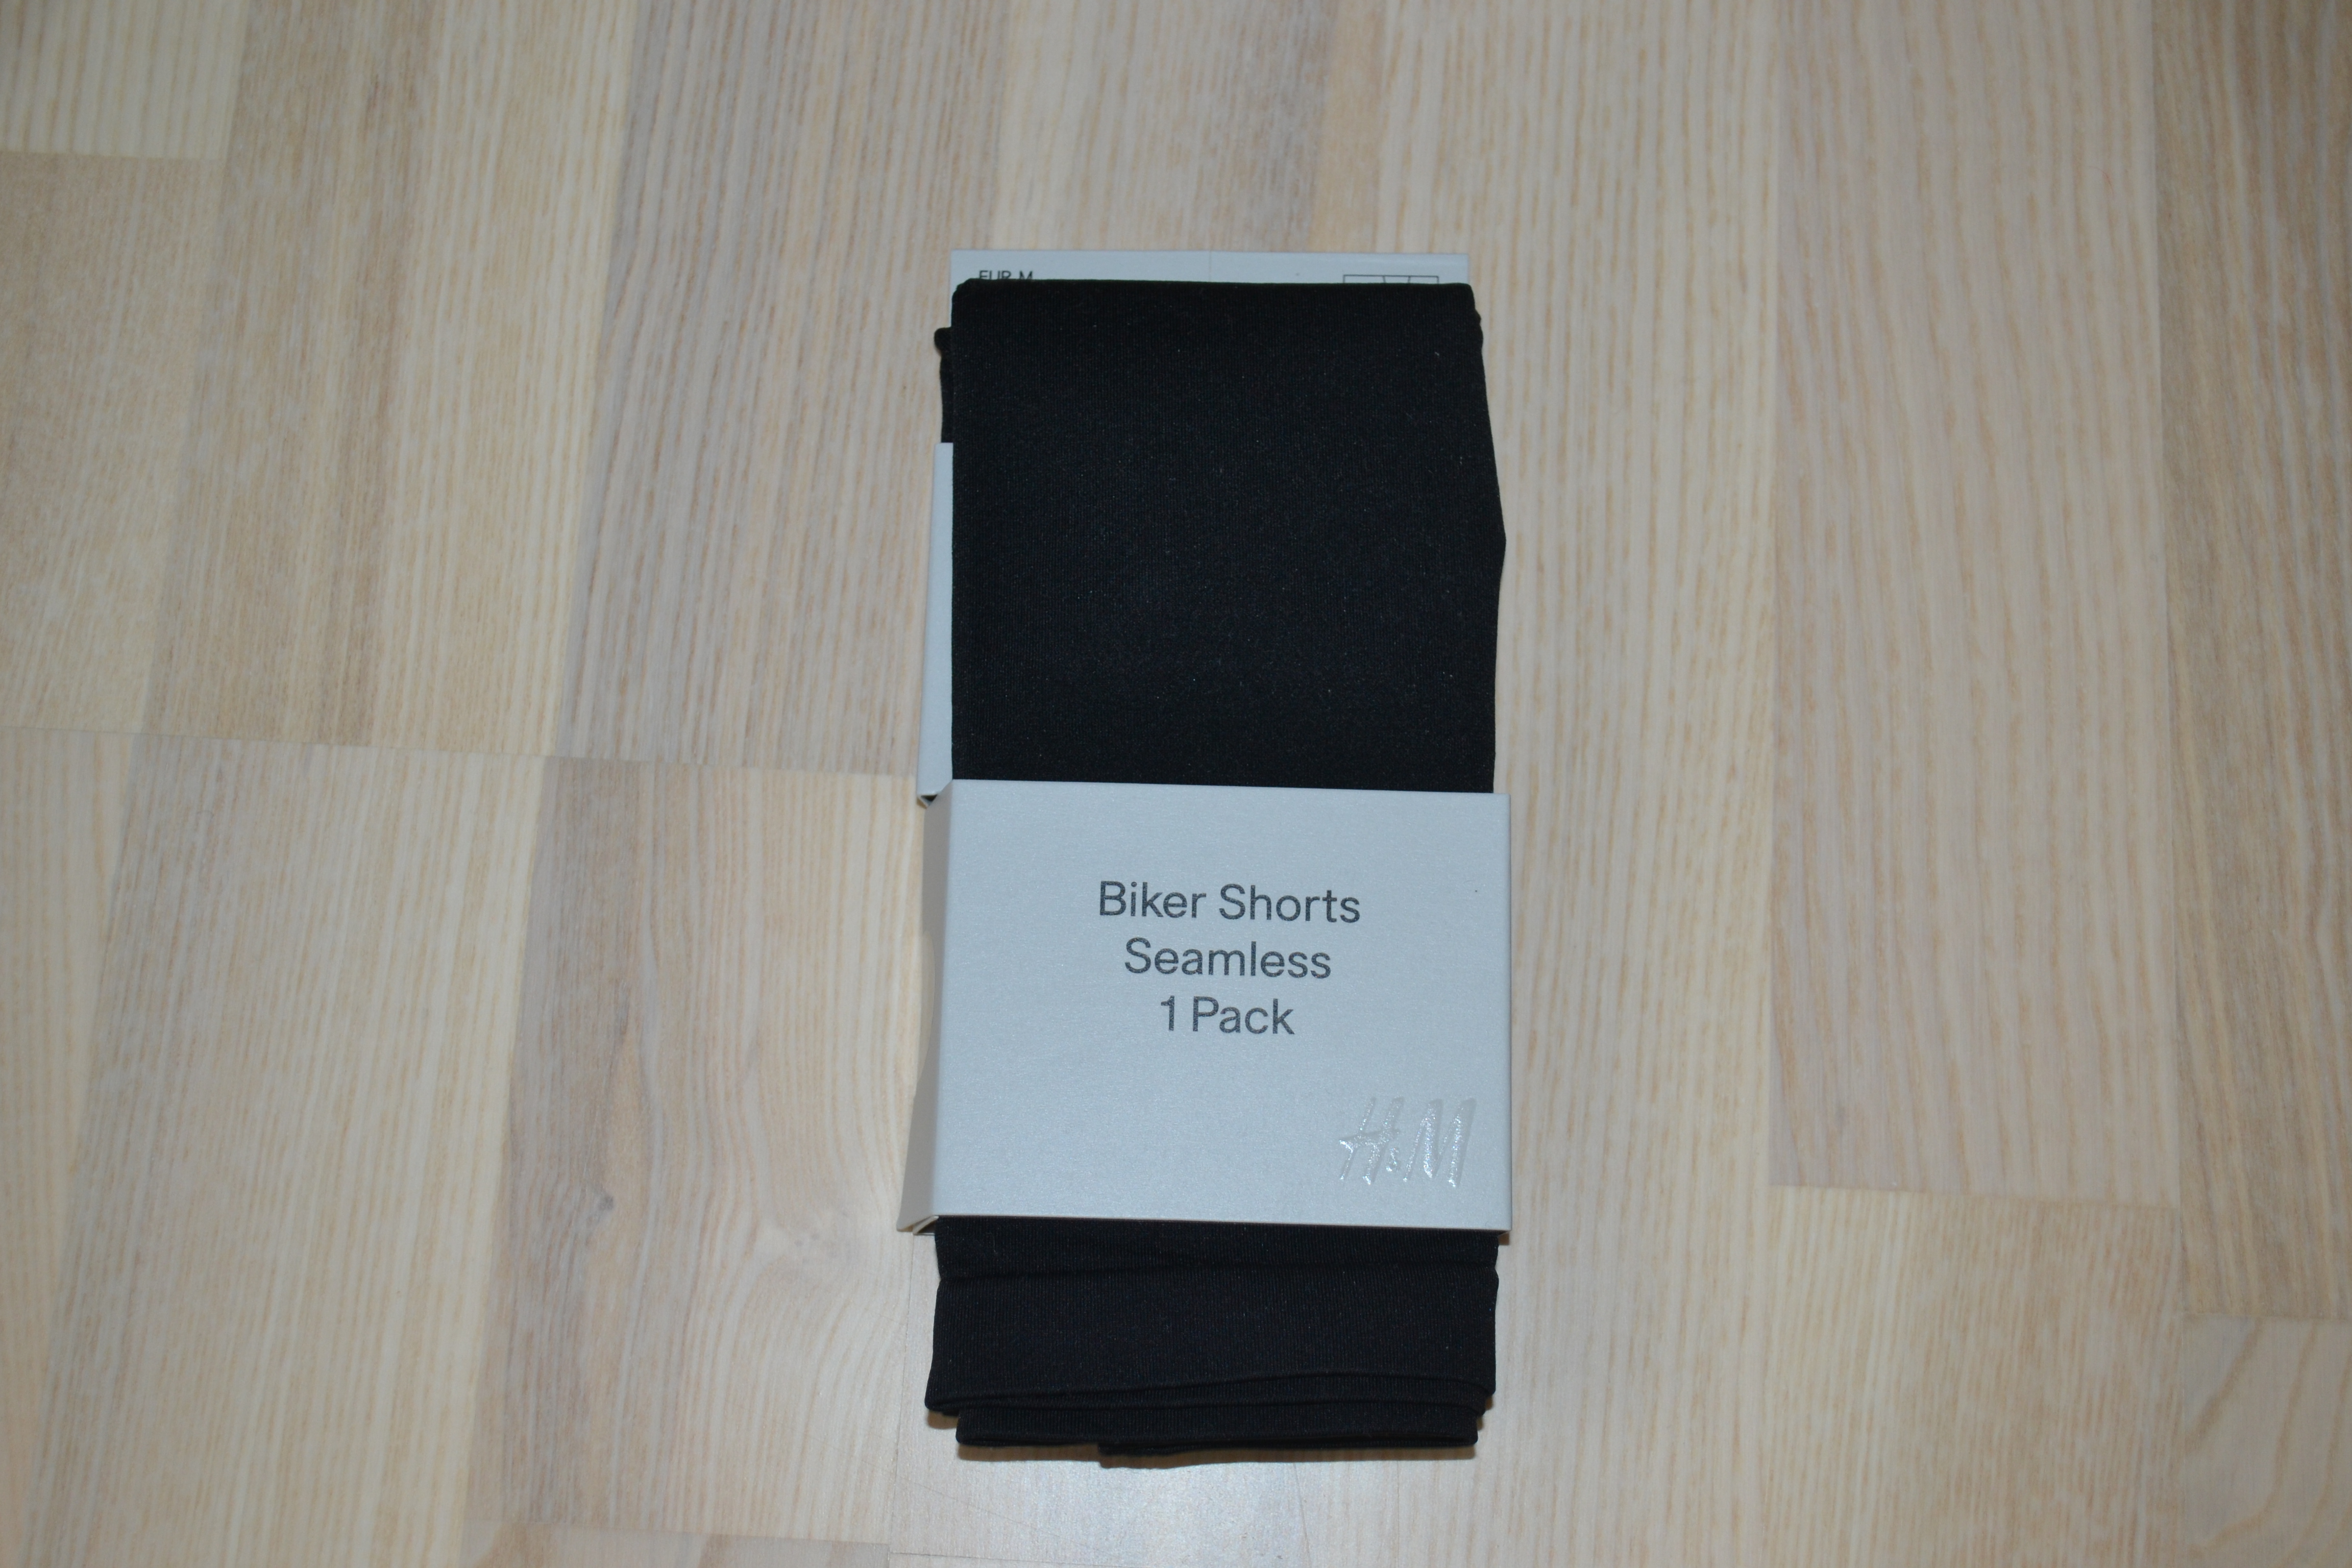 EUR M
Biker Shorts
Seamless
1 Pack
H&M